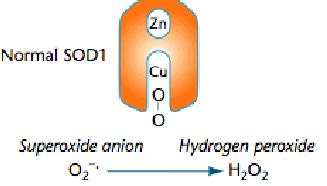 Zn
Normal SOD1
Cu
O
O
Superoxide anion Hydrogen peroxide
O₂⁻· H₂O₂